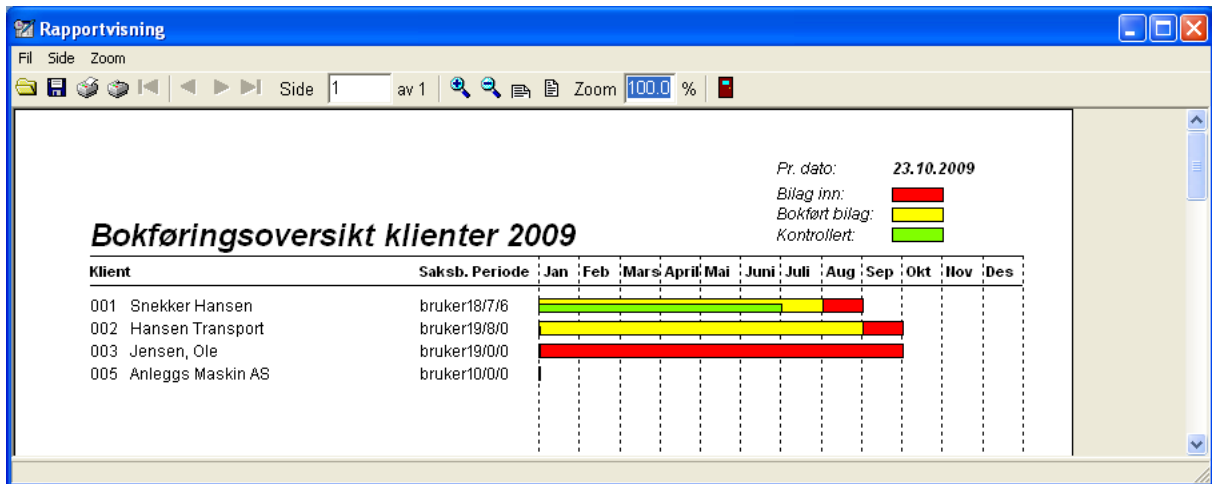 Rapportvisning
Fil Side Zoom
Side 1 av 1 Zoom 100.0 %
Pr. dato: 23.10.2009
Bilag inn:
Bokført bilag:
Kontrollert:
Bokføringsoversikt klienter 2009
Klient Saksb. Periode Jan Feb Mars April Mai Juni Juli Aug Sep Okt Nov Des
001 Snekker Hansen bruker18/7/6
002 Hansen Transport bruker19/8/0
003 Jensen, Ole bruker19/0/0
005 Anleggs Maskin AS bruker10/0/0